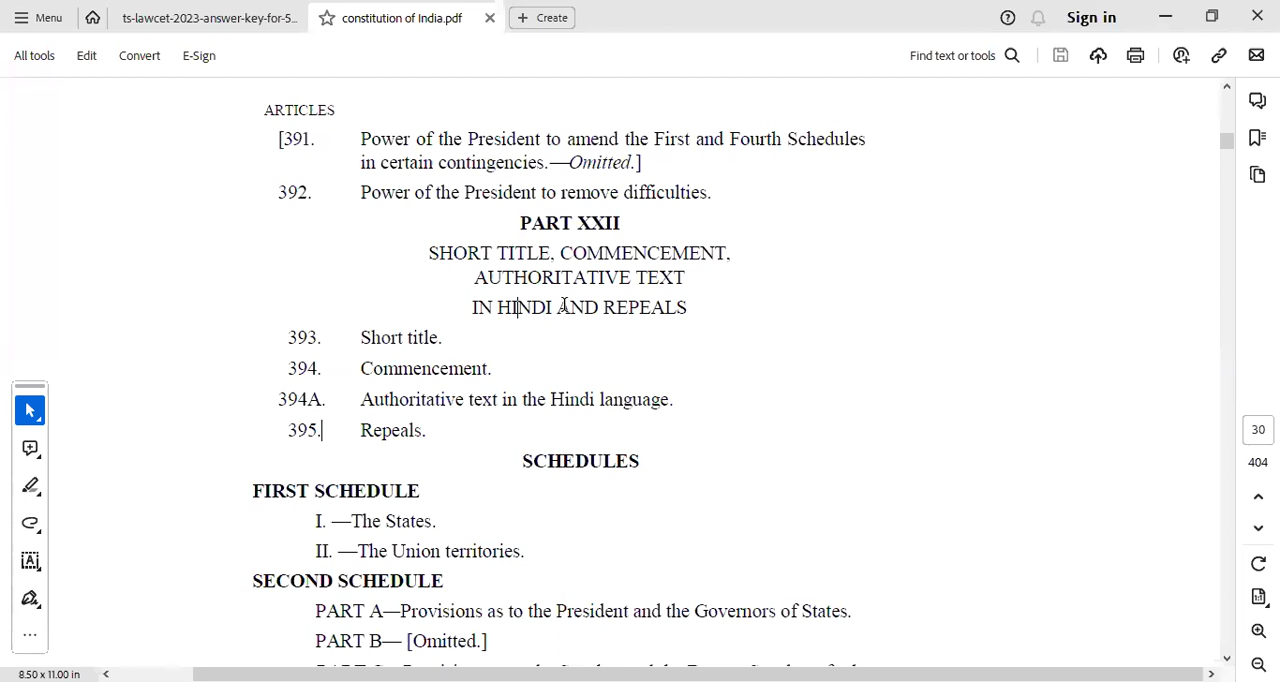 Menu
ts-lawcet-2023-answer-key-for-5...
constitution of India.pdf
Create
Sign in
All tools
Edit
Convert
E-Sign
Find text or tools
ARTICLES
[391. Power of the President to amend the First and Fourth Schedules
in certain contingencies.—Omitted.]
392. Power of the President to remove difficulties.
PART XXII
SHORT TITLE, COMMENCEMENT,
AUTHORITATIVE TEXT
IN HINDI AND REPEALS
393. Short title.
394. Commencement.
394A. Authoritative text in the Hindi language.
395. Repeals.
SCHEDULES
FIRST SCHEDULE
I. —The States.
II. —The Union territories.
SECOND SCHEDULE
PART A—Provisions as to the President and the Governors of States.
PART B— [Omitted.]
30
404
8.50 x 11.00 in